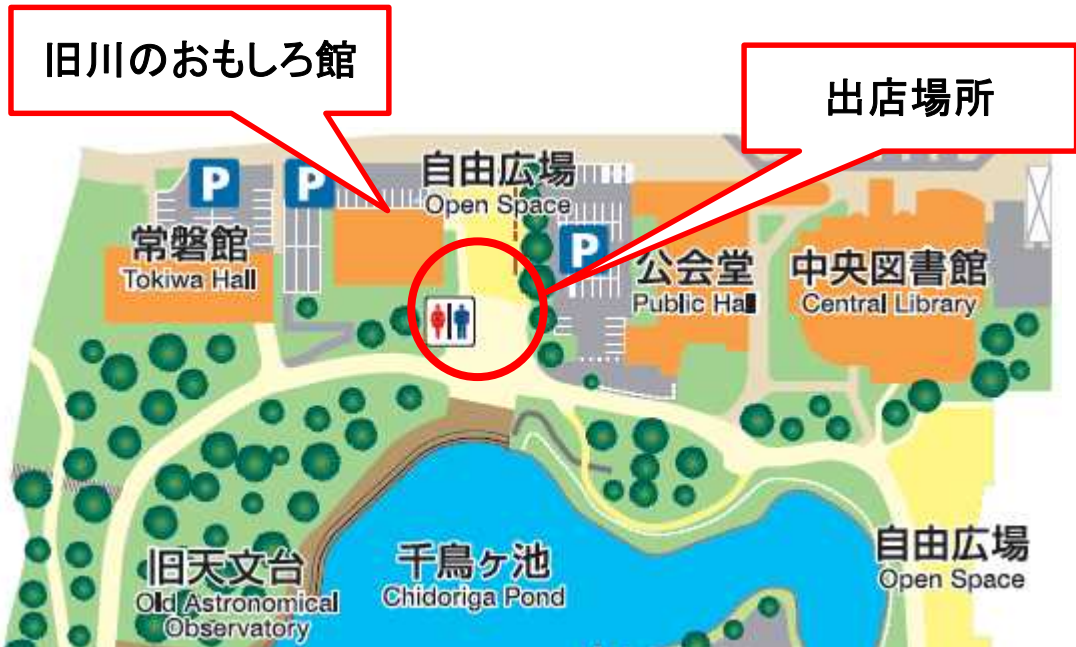 旧川のおもしろ館
出店場所
P
P
自由広場
Open Space
常磐館
Tokiwa Hall
P
公会堂
Public Hall
中央図書館
Central Library
旧天文台
Old Astronomical
Observatory
千鳥ヶ池
Chidoriga Pond
自由広場
Open Space